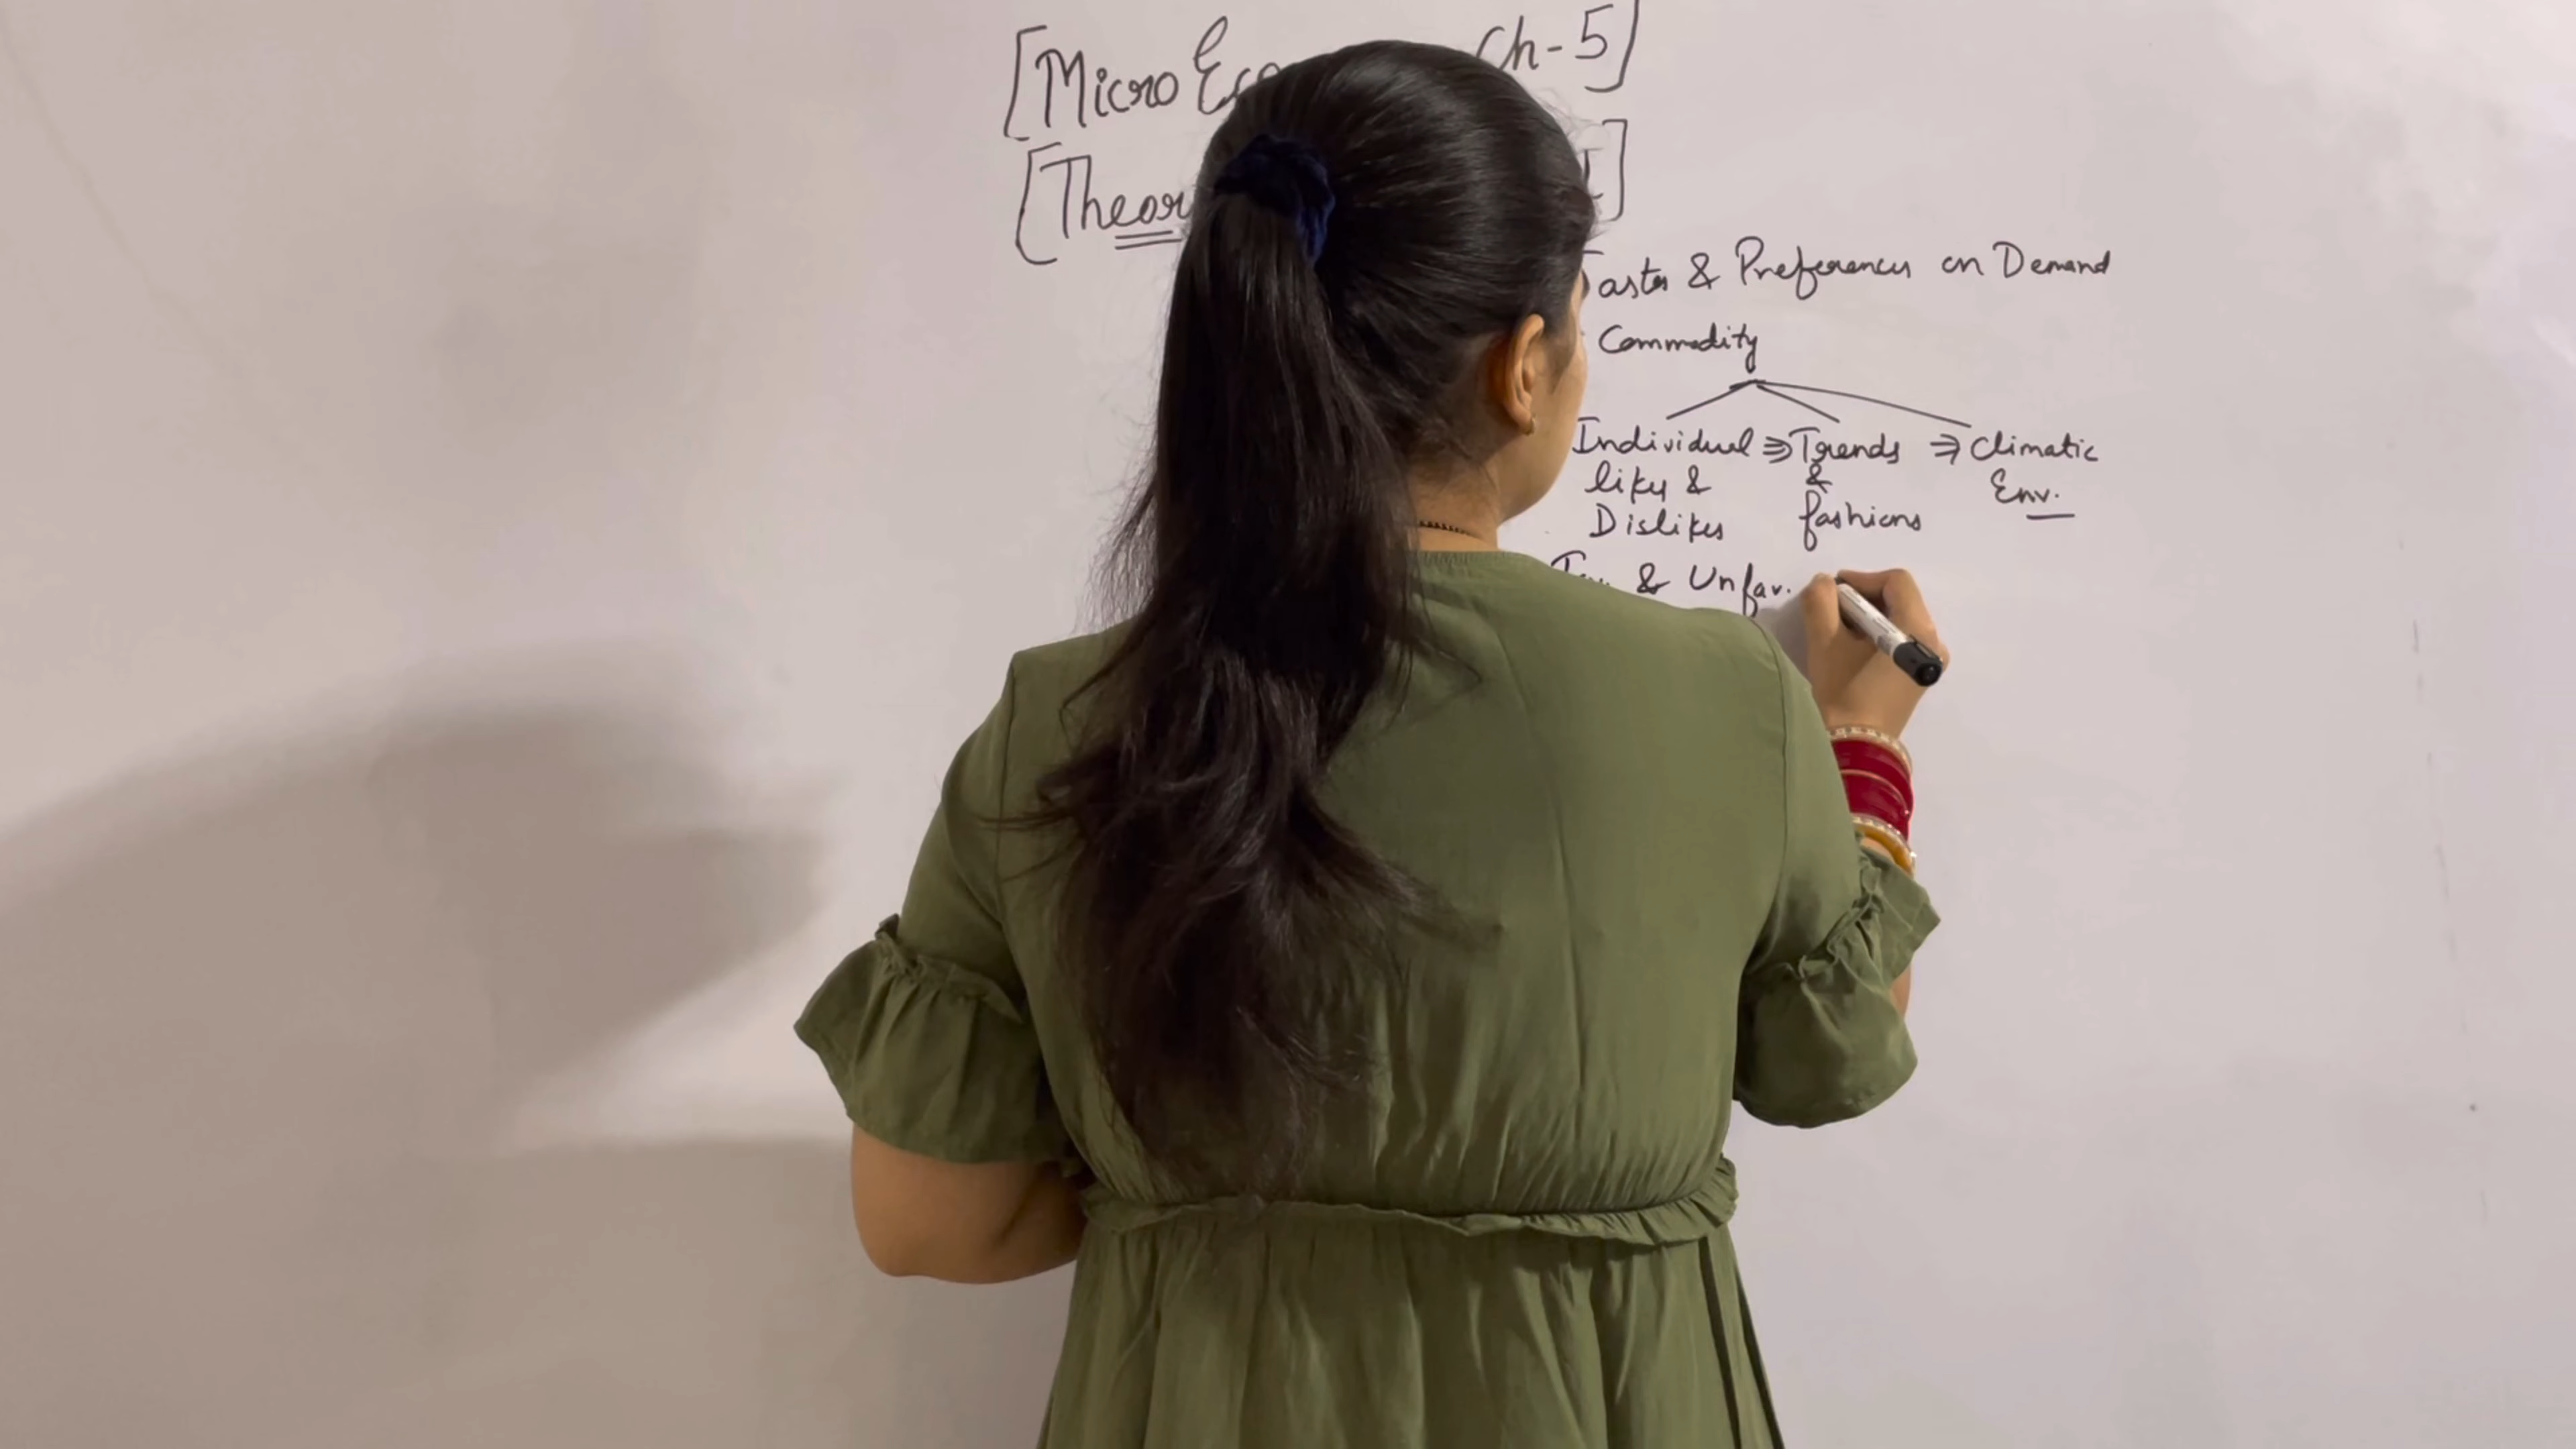 [Micro Eco Ch-5]
[Theor ]
Tastes & Preferences on Demand
Commodity
Individual ⇒ Trends ⇒ Climatic
likes & & Env.
Dislikes fashions
& Unfav.